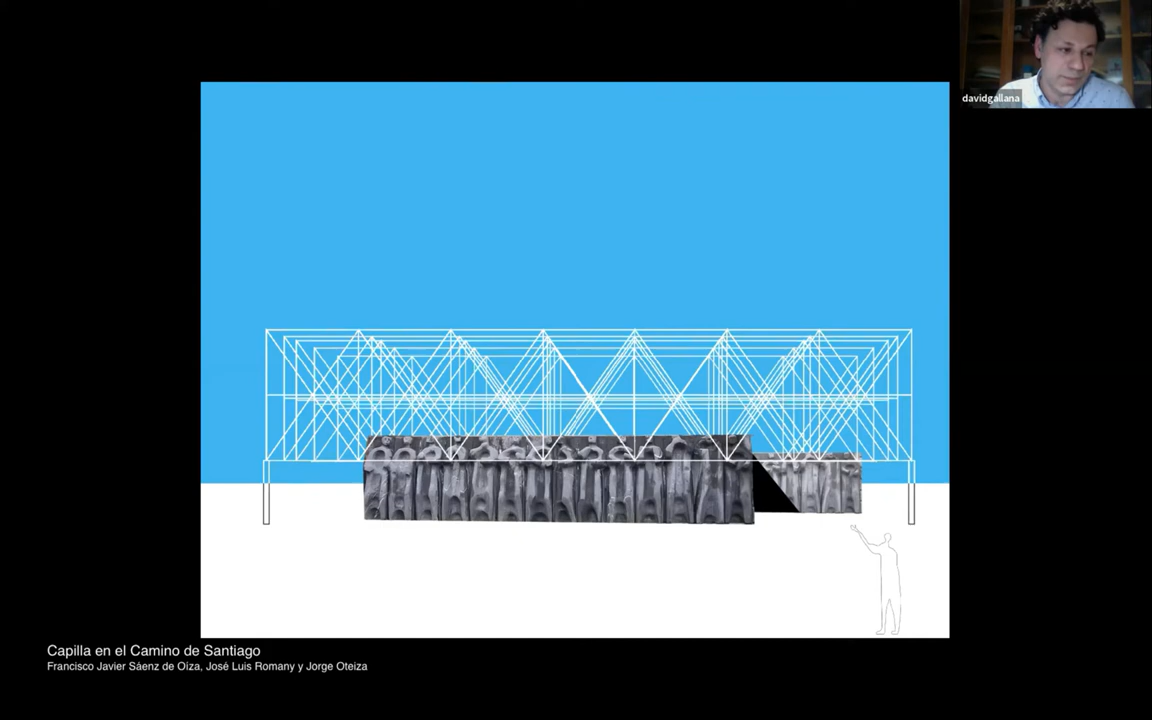 davidgallana
Capilla en el Camino de Santiago
Francisco Javier Sáenz de Oíza, José Luis Romany y Jorge Oteiza